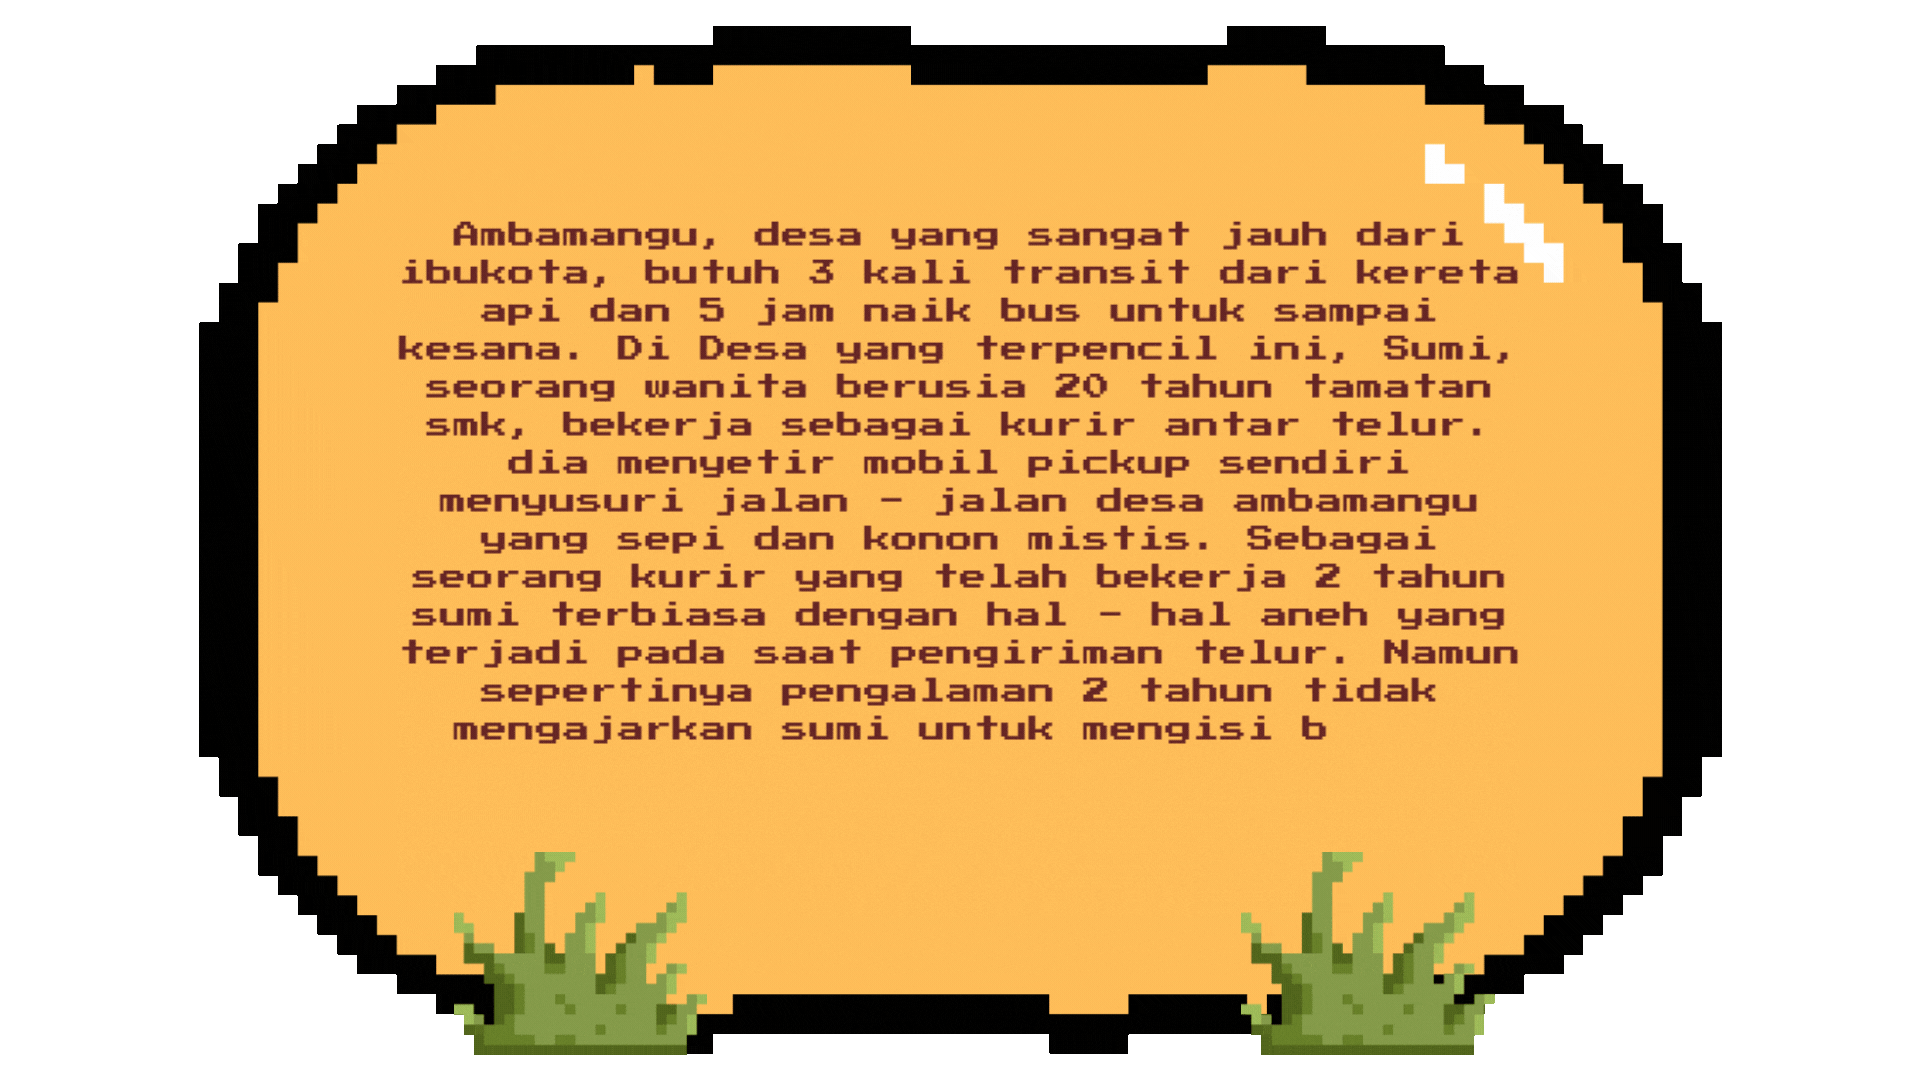 Ambamangu, desa yang sangat jauh dari
ibukota, butuh 3 kali transit dari kereta
api dan 5 jam naik bus untuk sampai
kesana. Di Desa yang terpencil ini, Sumi,
seorang wanita berusia 20 tahun tamatan
smk, bekerja sebagai kurir antar telur.
dia menyetir mobil pickup sendiri
menyusuri jalan - jalan desa ambamangu
yang sepi dan konon mistis. Sebagai
seorang kurir yang telah bekerja 2 tahun
sumi terbiasa dengan hal - hal aneh yang
terjadi pada saat pengiriman telur. Namun
sepertinya pengalaman 2 tahun tidak
mengajarkan sumi untuk mengisi b